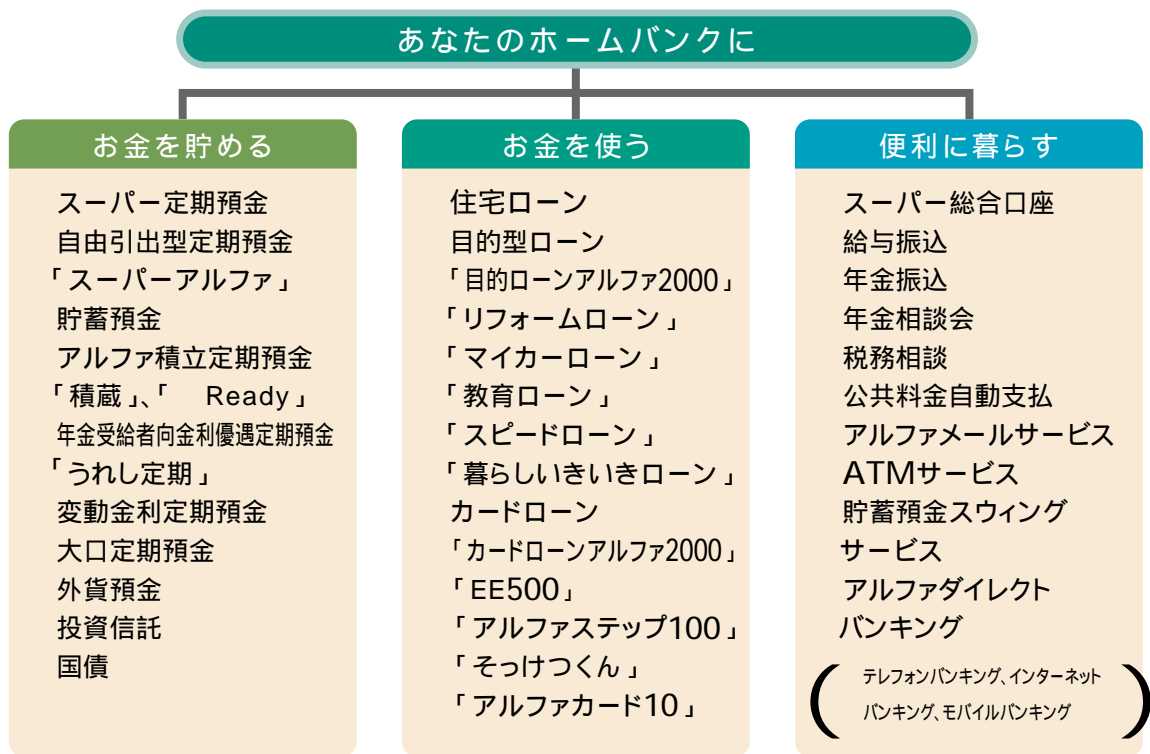 あなたのホームバンクに
お金を貯める
スーパー定期預金
自由引出型定期預金
「スーパーアルファ」
貯蓄預金
アルファ積立定期預金
「積蔵」、「　Ready」
年金受給者向金利優遇定期預金
「うれし定期」
変動金利定期預金
大口定期預金
外貨預金
投資信託
国債
お金を使う
住宅ローン
目的型ローン
「目的ローンアルファ2000」
「リフォームローン」
「マイカーローン」
「教育ローン」
「スピードローン」
「暮らしいきいきローン」
カードローン
「カードローンアルファ2000」
「EE500」
「アルファステップ100」
「そっけつくん」
「アルファカード10」
便利に暮らす
スーパー総合口座
給与振込
年金振込
年金相談会
税務相談
公共料金自動支払
アルファメールサービス
ATMサービス
貯蓄預金スウィング
サービス
アルファダイレクト
バンキング
(テレフォンバンキング、インターネット
バンキング、モバイルバンキング)